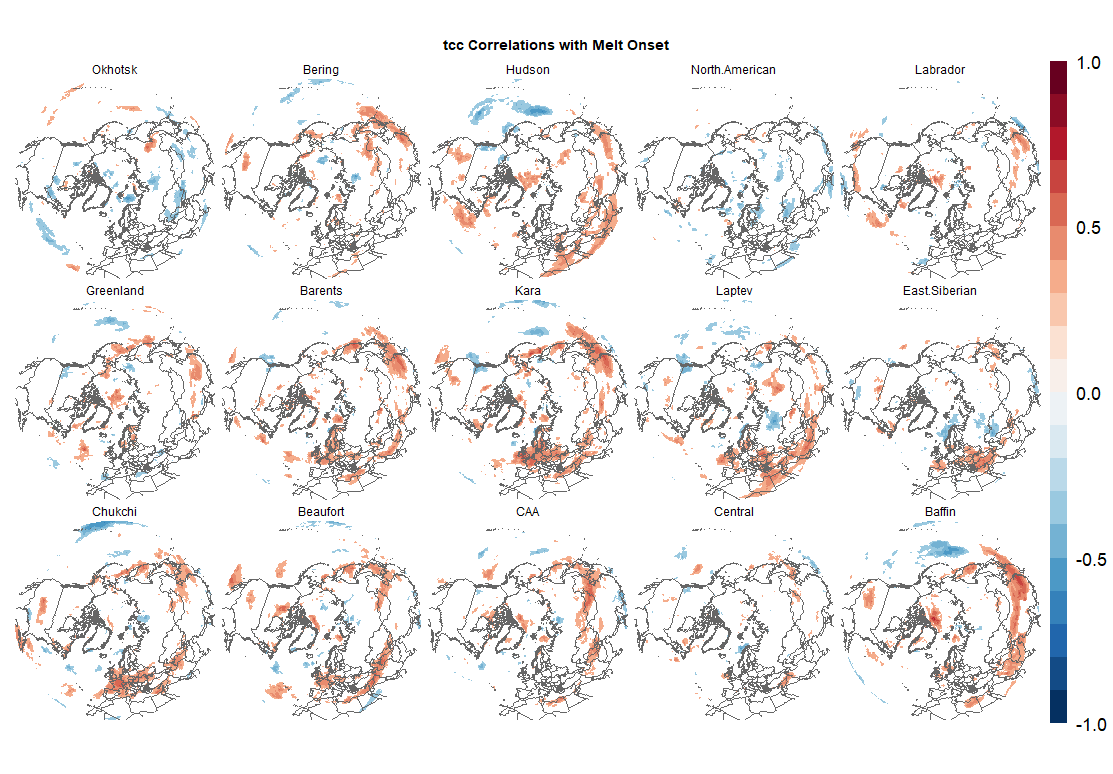 tcc Correlations with Melt Onset
Okhotsk
Bering
Hudson
North.American
Labrador
Greenland
Barents
Kara
Laptev
East.Siberian
Chukchi
Beaufort
CAA
Central
Baffin
1.0
0.5
0.0
-0.5
-1.0